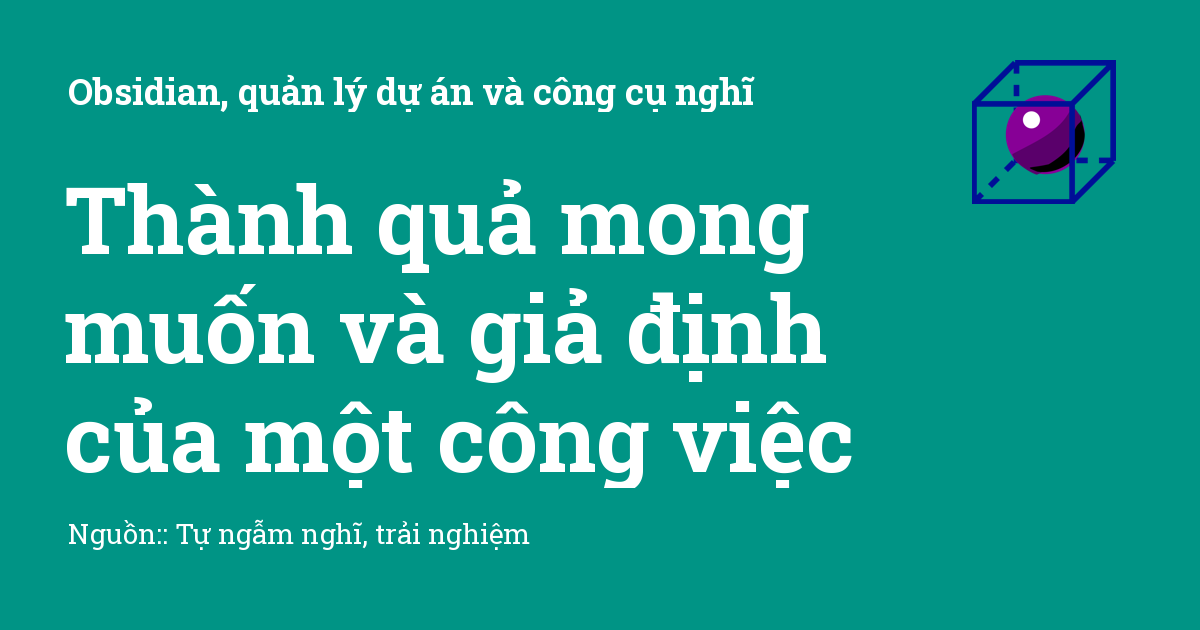 Obsidian, quản lý dự án và công cụ nghĩ
Thành quả mong
muốn và giả định
của một công việc
Nguồn:: Tự ngẫm nghĩ, trải nghiệm